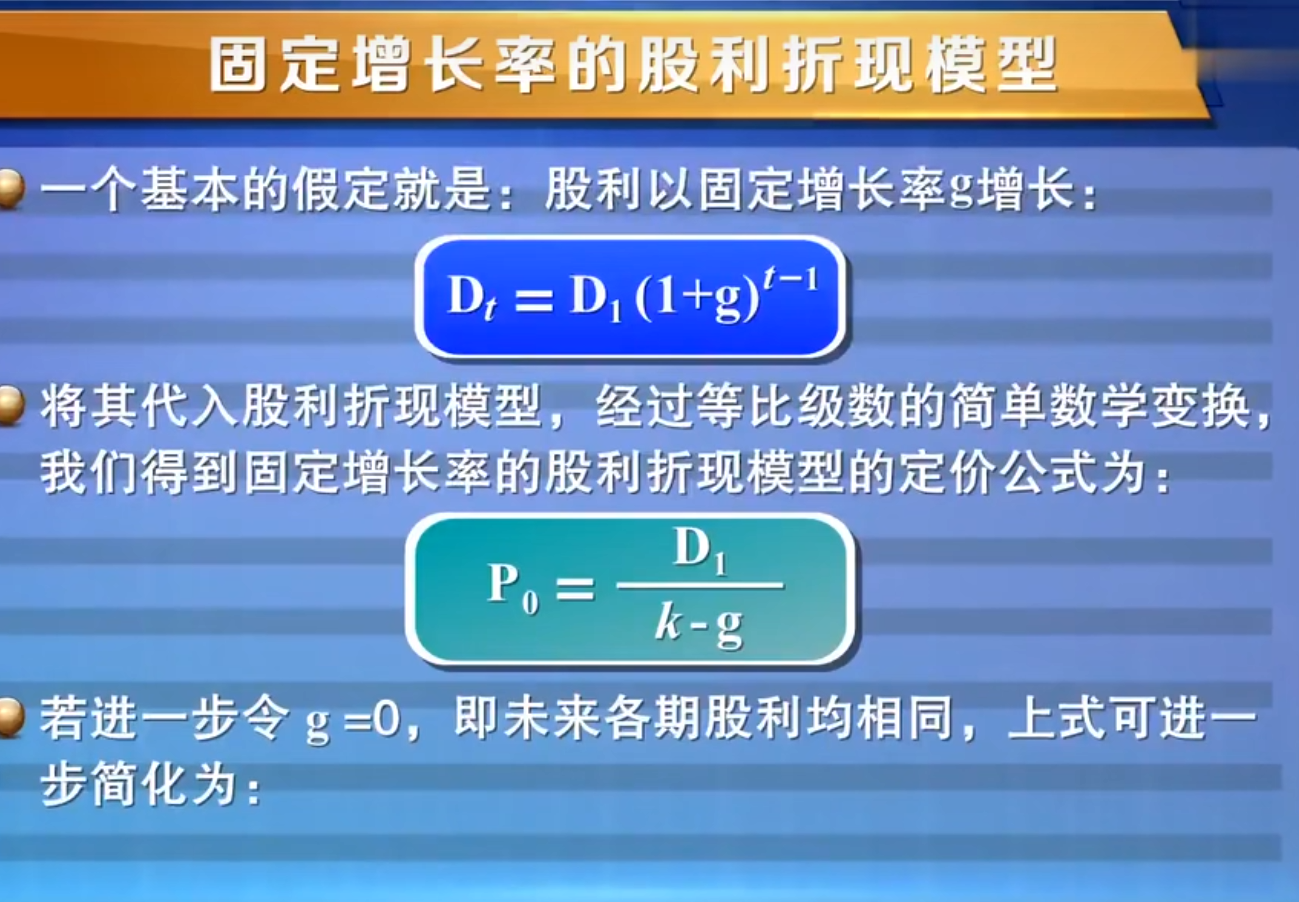 固定增长率的股利折现模型
一个基本的假定就是：股利以固定增长率g增长：
Dₜ = D₁ (1+g)ᵗ⁻¹
将其代入股利折现模型，经过等比级数的简单数学变换，
我们得到固定增长率的股利折现模型的定价公式为：
P₀ = D₁ / k - g
若进一步令 g =0，即未来各期股利均相同，上式可进一
步简化为：